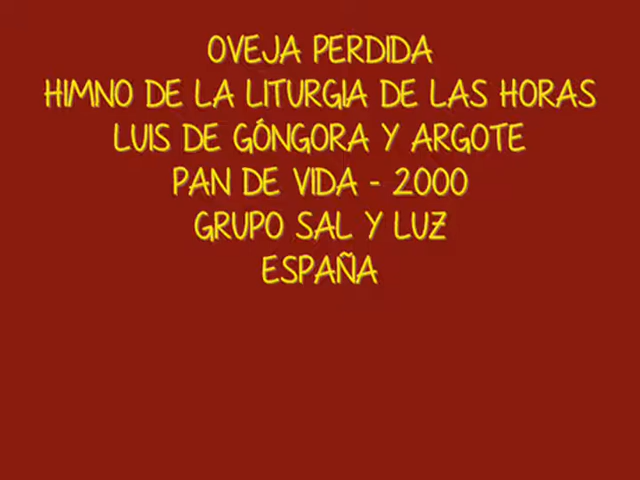 OVEJA PERDIDA
HIMNO DE LA LITURGIA DE LAS HORAS
LUIS DE GÓNGORA Y ARGOTE
PAN DE VIDA - 2000
GRUPO SAL Y LUZ
ESPAÑA